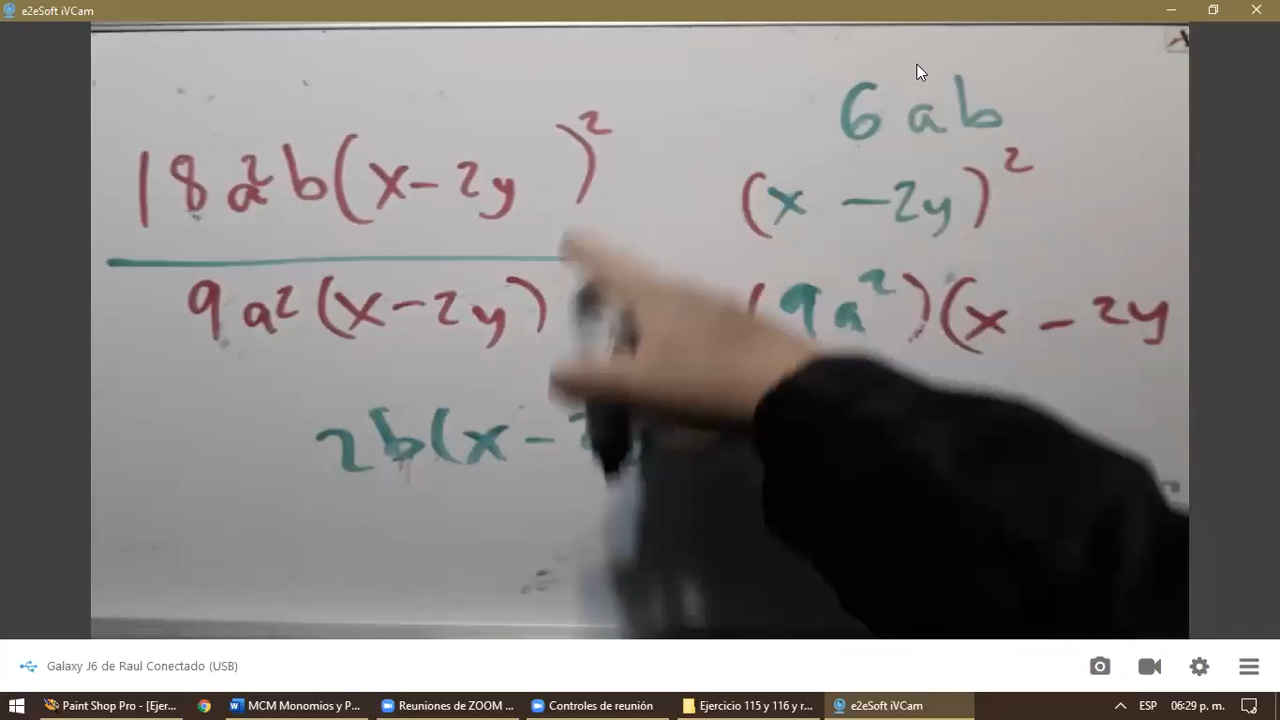 e2eSoft iVCam
18a²b(x-2y)²
9a²(x-2y)
2b(x-2
6ab
(x-2y)²
(9a²)(x-2y
Galaxy J6 de Raul Conectado (USB)
Paint Shop Pro - [Ejer...
MCM Monomios y P...
Reuniones de ZOOM ...
Controles de reunión
Ejercicio 115 y 116 y r...
e2eSoft iVCam
ESP
06:29 p. m.